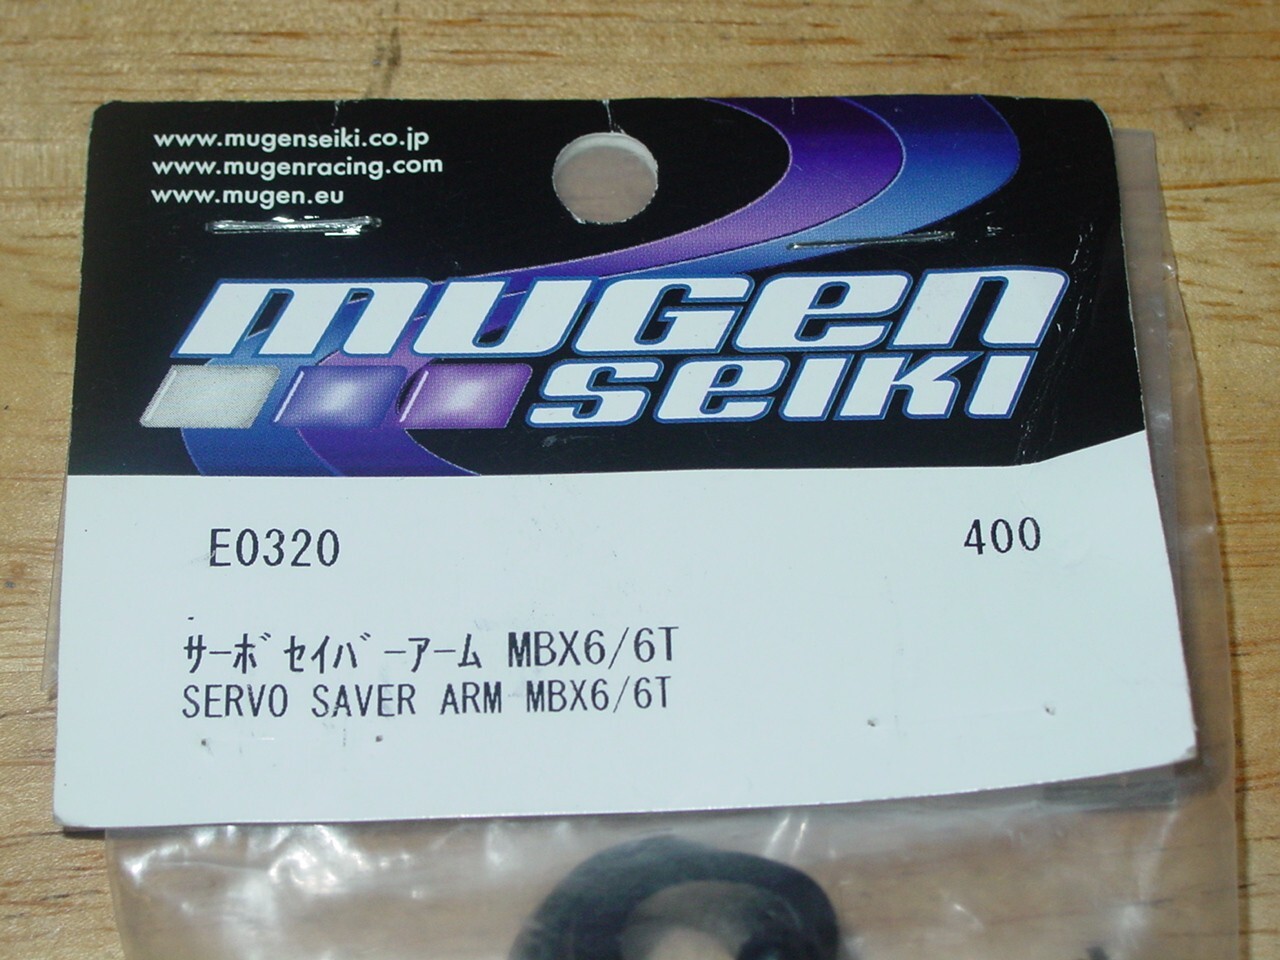 www.mugenseiki.co.jp
www.mugenracing.com
www.mugen.eu
mugen
seiki
E0320 400
ｻｰﾎﾞｾｲﾊﾞｰｱｰﾑ MBX6/6T
SERVO SAVER ARM MBX6/6T